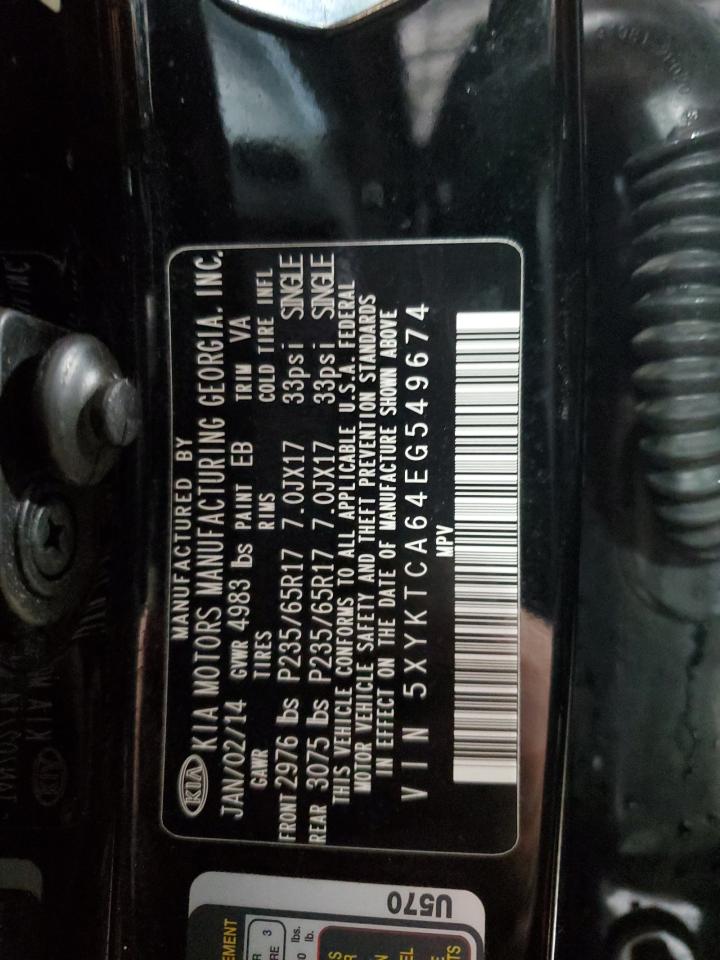 MANUFACTURED BY
KIA KIA MOTORS MANUFACTURING GEORGIA, INC.
JAN/02/14 GVWR 4983 lbs PAINT EB TRIM VA
GAWR TIRES RIMS COLD TIRE INFL
FRONT 2976 lbs P235/65R17 7.0JX17 33psi SINGLE
REAR 3075 lbs P235/65R17 7.0JX17 33psi SINGLE
THIS VEHICLE CONFORMS TO ALL APPLICABLE U.S.A. FEDERAL
MOTOR VEHICLE SAFETY AND THEFT PREVENTION STANDARDS
IN EFFECT ON THE DATE OF MANUFACTURE SHOWN ABOVE
VIN 5XYKTCA64EG549674
MPV
U570